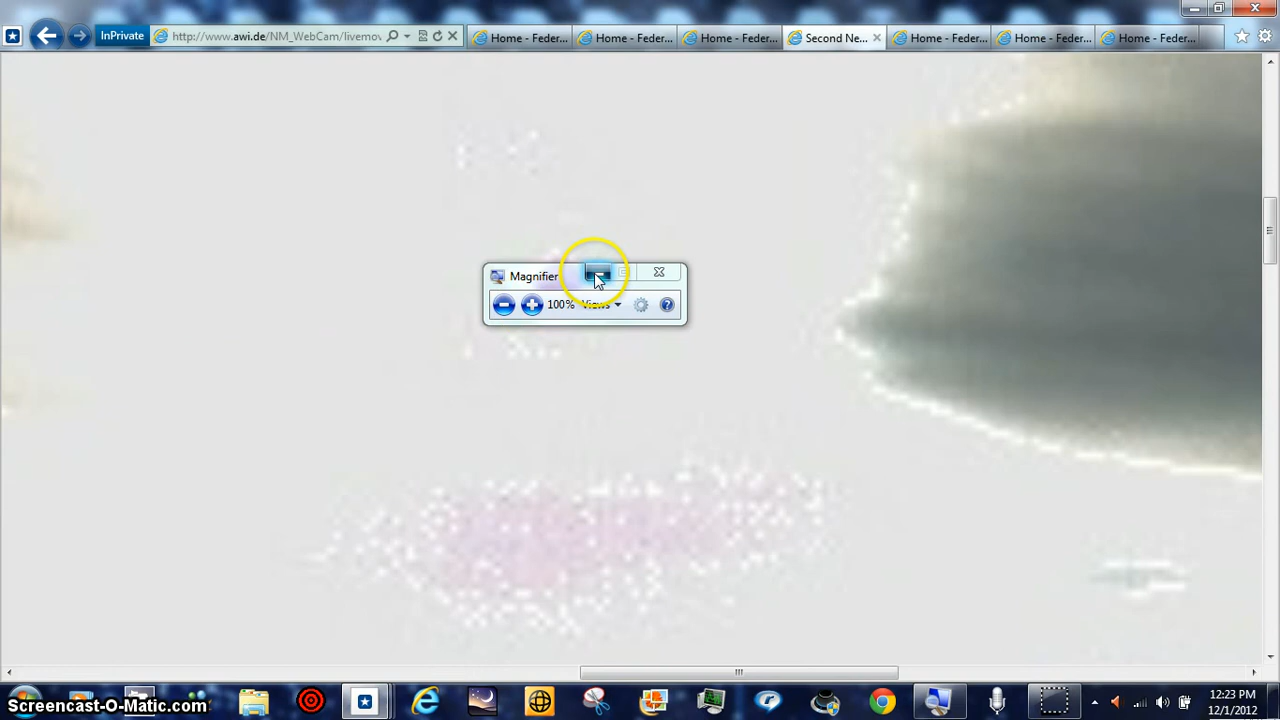 InPrivate
http://www.awi.de/NM_WebCam/livemov
Home - Feder...
Home - Feder...
Home - Feder...
Second Ne...
Home - Feder...
Home - Feder...
Home - Feder...
Magnifier
100% Views
12:23 PM
12/1/2012
Screencast-O-Matic.com